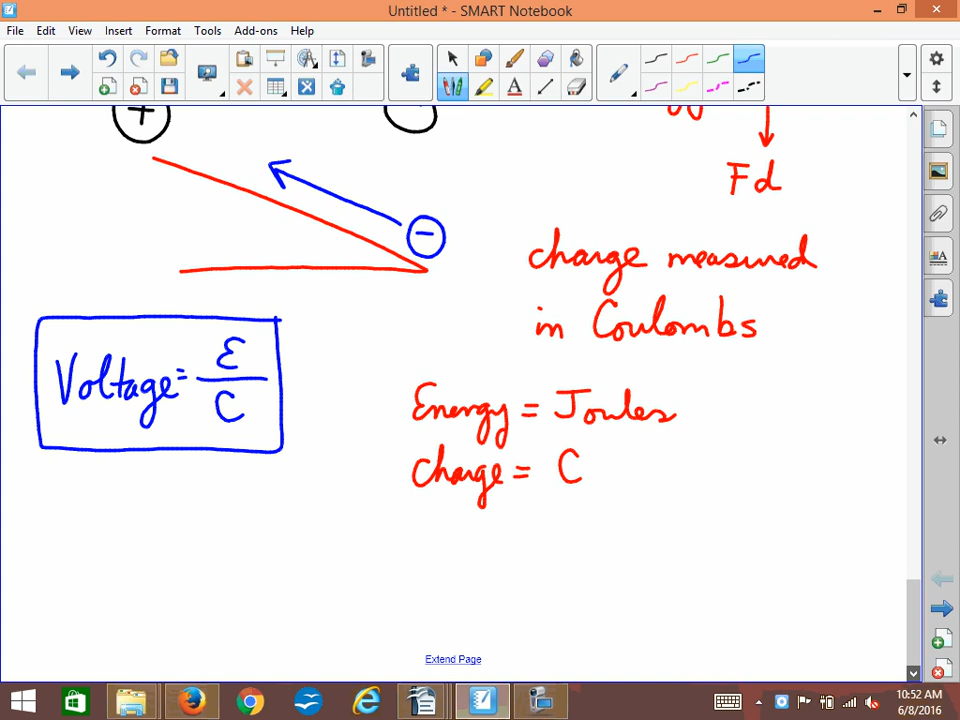 Untitled * - SMART Notebook
File Edit View Insert Format Tools Add-ons Help
+
Fd
−
charge measured
in Coulombs
Voltage = ε
C
Energy = Joules
charge = C
Extend Page
10:52 AM
6/8/2016